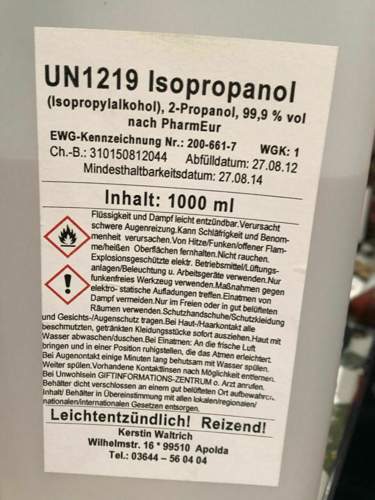 UN1219 Isopropanol
(Isopropylalkohol), 2-Propanol, 99,9 % vol
nach PharmEur
EWG-Kennzeichnung Nr.: 200-661-7 WGK: 1
Ch.-B.: 310150812044 Abfülldatum: 27.08.12
Mindesthaltbarkeitsdatum: 27.08.14
Inhalt: 1000 ml
Flüssigkeit und Dampf leicht entzündbar.Verursacht
schwere Augenreizung.Kann Schläfrigkeit und Benom-
menheit verursachen.Von Hitze/Funken/offener Flam-
me/heißen Oberflächen fernhalten.Nicht rauchen.
Explosionsgeschützte elektr. Betriebsmittel/Lüftungs-
anlagen/Beleuchtung u. Arbeitsgeräte verwenden.Nur
funkenfreies Werkzeug verwenden.Maßnahmen gegen
elektro- statische Aufladungen treffen.Einatmen von
Dampf vermeiden.Nur im Freien oder in gut belüfteten
Räumen verwenden.Schutzhandschuhe/Schutzkleidung
und Gesichts-/Augenschutz tragen.Bei Haut-/Haarkontakt alle
beschmutzten, getränkten Kleidungsstücke sofort ausziehen.Haut mit
Wasser abwaschen/duschen.Bei Einatmen: An die frische Luft
bringen und in einer Position ruhigstellen, die das Atmen erleichtert.
Bei Augenkontakt einige Minuten lang behutsam mit Wasser spülen.
Weiter spülen.Vorhandene Kontaktlinsen nach Möglichkeit entfernen.
Bei Unwohlsein GIFTINFORMATIONS-ZENTRUM o. Arzt anrufen.
Behälter dicht verschlossen an einem gut belüfteten Ort aufbewahren.
Inhalt/ Behälter in Übereinstimmung mit allen lokalen/regionalen/
nationalen/internationalen Gesetzen entsorgen.
Leichtentzündlich! Reizend!
Kerstin Waltrich
Wilhelmstr. 16 * 99510 Apolda
Tel.: 03644 – 56 04 04